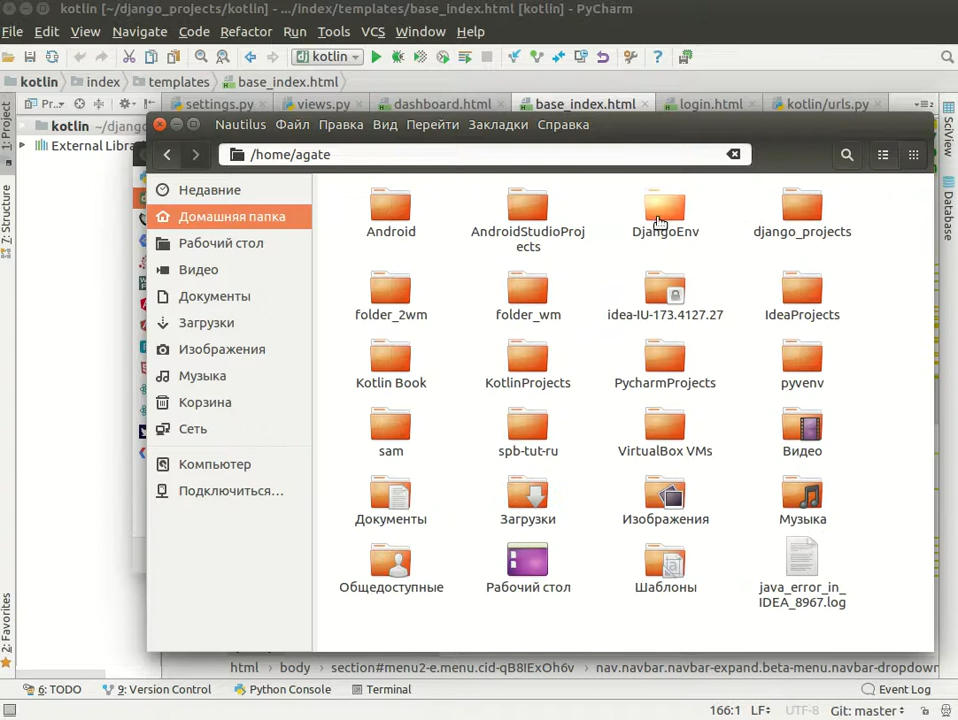 kotlin [~/django_projects/kotlin] - .../index/templates/base_index.html [kotlin] - PyCharm
File Edit View Navigate Code Refactor Run Tools VCS Window Help
kotlin
kotlin index templates base_index.html
Pr... settings.py views.py dashboard.html base_index.html login.html kotlin/urls.py
kotlin ~/djang
External Libra
1: Project
7: Structure
2: Favorites
SciView
Database
Nautilus Файл Правка Вид Перейти Закладки Справка
/home/agate
Недавние
Домашняя папка
Рабочий стол
Видео
Документы
Загрузки
Изображения
Музыка
Корзина
Сеть
Компьютер
Подключиться...
Android AndroidStudioProj DjangoEnv django_projects
ects
folder_2wm folder_wm idea-IU-173.4127.27 IdeaProjects
Kotlin Book KotlinProjects PycharmProjects pyvenv
sam spb-tut-ru VirtualBox VMs Видео
Документы Загрузки Изображения Музыка
Общедоступные Рабочий стол Шаблоны java_error_in_
IDEA_8967.log
html body section#menu2-e.menu.cid-qB8IExOh6v nav.navbar.navbar-expand.beta-menu.navbar-dropdown
6: TODO 9: Version Control Python Console Terminal Event Log
166:1 LF UTF-8 Git: master